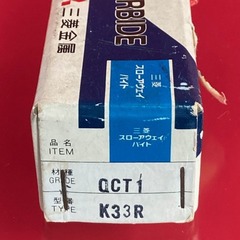 RBIDE
三菱金属
三菱
スローアウェイ
バイト
三菱
スローアウェイ
バイト
品名
ITEM
材種
GRADE
QCT1
型番
TYPE
K33R